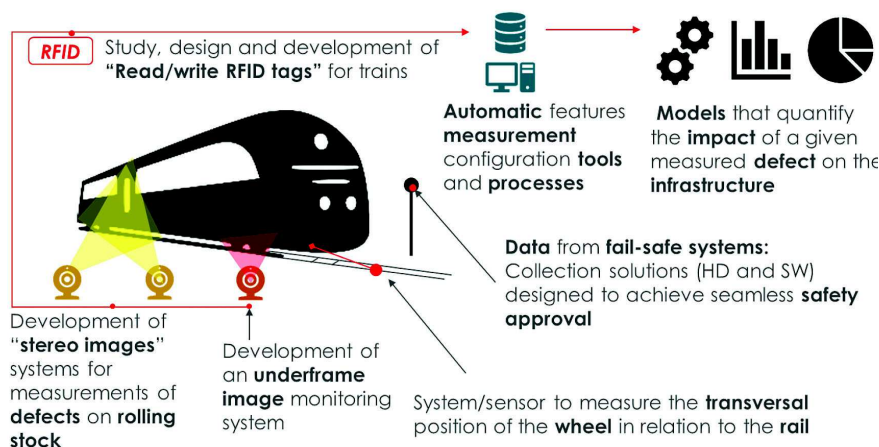 RFID
Study, design and development of
“Read/write RFID tags” for trains
Automatic features
measurement
configuration tools
and processes
Models that quantify
the impact of a given
measured defect on the
infrastructure
Data from fail-safe systems:
Collection solutions (HD and SW)
designed to achieve seamless safety
approval
Development of
“stereo images”
systems for
measurements of
defects on rolling
stock
Development of
an underframe
image monitoring
system
System/sensor to measure the transversal
position of the wheel in relation to the rail